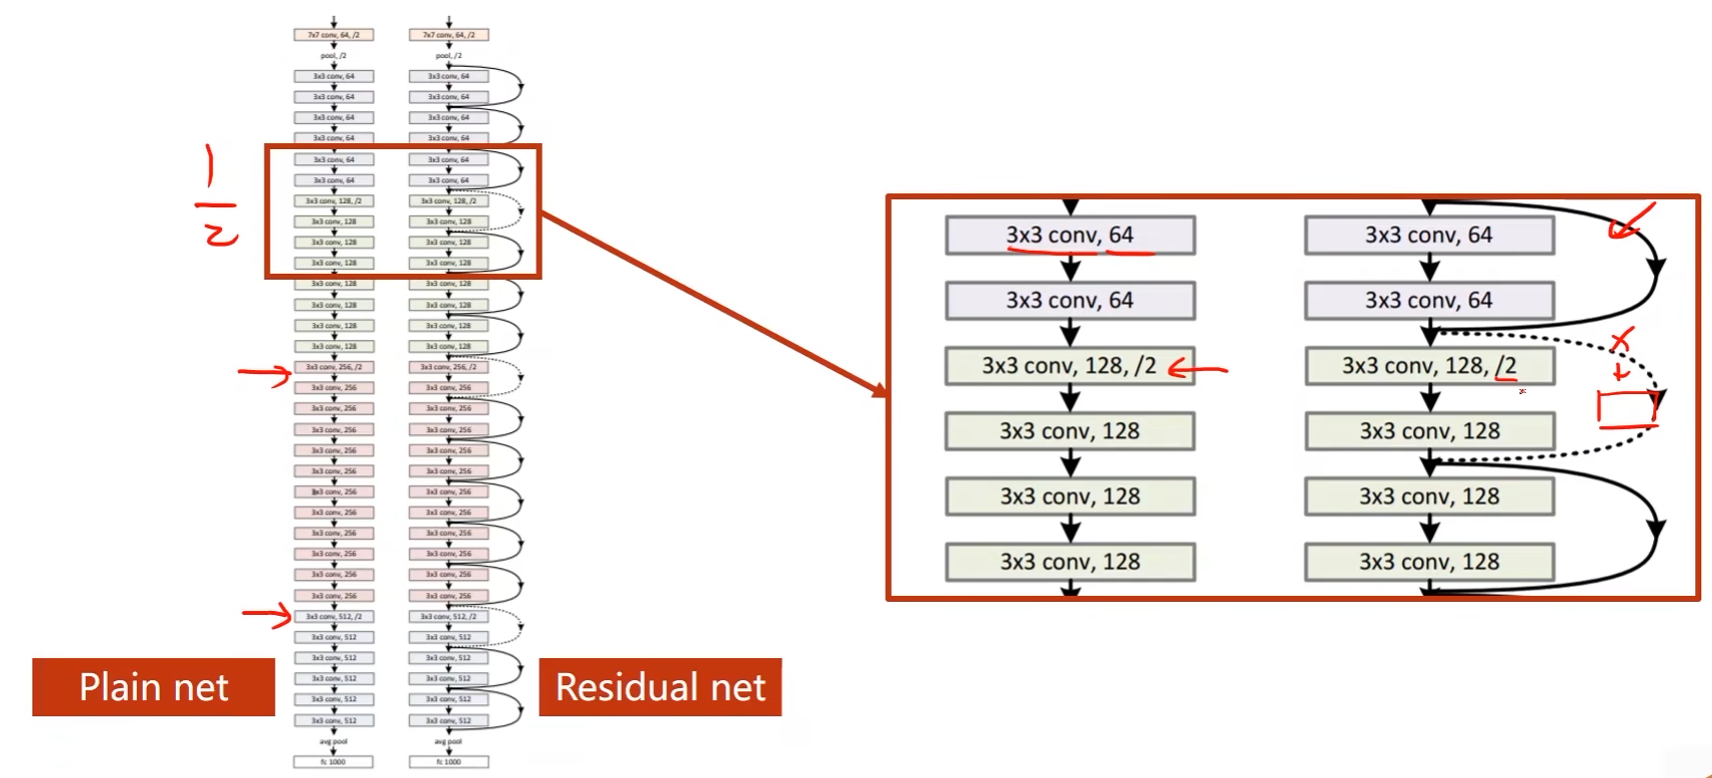 7x7 conv, 64, /2
pool, /2
3x3 conv, 64
3x3 conv, 64
3x3 conv, 64
3x3 conv, 64
3x3 conv, 64
3x3 conv, 64
3x3 conv, 128, /2
3x3 conv, 128
3x3 conv, 128
3x3 conv, 128
3x3 conv, 128
3x3 conv, 128
3x3 conv, 128
3x3 conv, 128
3x3 conv, 256, /2
3x3 conv, 256
3x3 conv, 256
3x3 conv, 256
3x3 conv, 256
3x3 conv, 256
3x3 conv, 256
3x3 conv, 256
3x3 conv, 256
3x3 conv, 256
3x3 conv, 256
3x3 conv, 256
3x3 conv, 512, /2
3x3 conv, 512
3x3 conv, 512
3x3 conv, 512
3x3 conv, 512
3x3 conv, 512
avg pool
fc 1000
7x7 conv, 64, /2
pool, /2
3x3 conv, 64
3x3 conv, 64
3x3 conv, 64
3x3 conv, 64
3x3 conv, 64
3x3 conv, 64
3x3 conv, 128, /2
3x3 conv, 128
3x3 conv, 128
3x3 conv, 128
3x3 conv, 128
3x3 conv, 128
3x3 conv, 128
3x3 conv, 128
3x3 conv, 256, /2
3x3 conv, 256
3x3 conv, 256
3x3 conv, 256
3x3 conv, 256
3x3 conv, 256
3x3 conv, 256
3x3 conv, 256
3x3 conv, 256
3x3 conv, 256
3x3 conv, 256
3x3 conv, 256
3x3 conv, 512, /2
3x3 conv, 512
3x3 conv, 512
3x3 conv, 512
3x3 conv, 512
3x3 conv, 512
avg pool
fc 1000
1
2
Plain net
Residual net
3x3 conv, 64
3x3 conv, 64
3x3 conv, 128, /2
3x3 conv, 128
3x3 conv, 128
3x3 conv, 128
3x3 conv, 64
3x3 conv, 64
3x3 conv, 128, /2
3x3 conv, 128
3x3 conv, 128
3x3 conv, 128